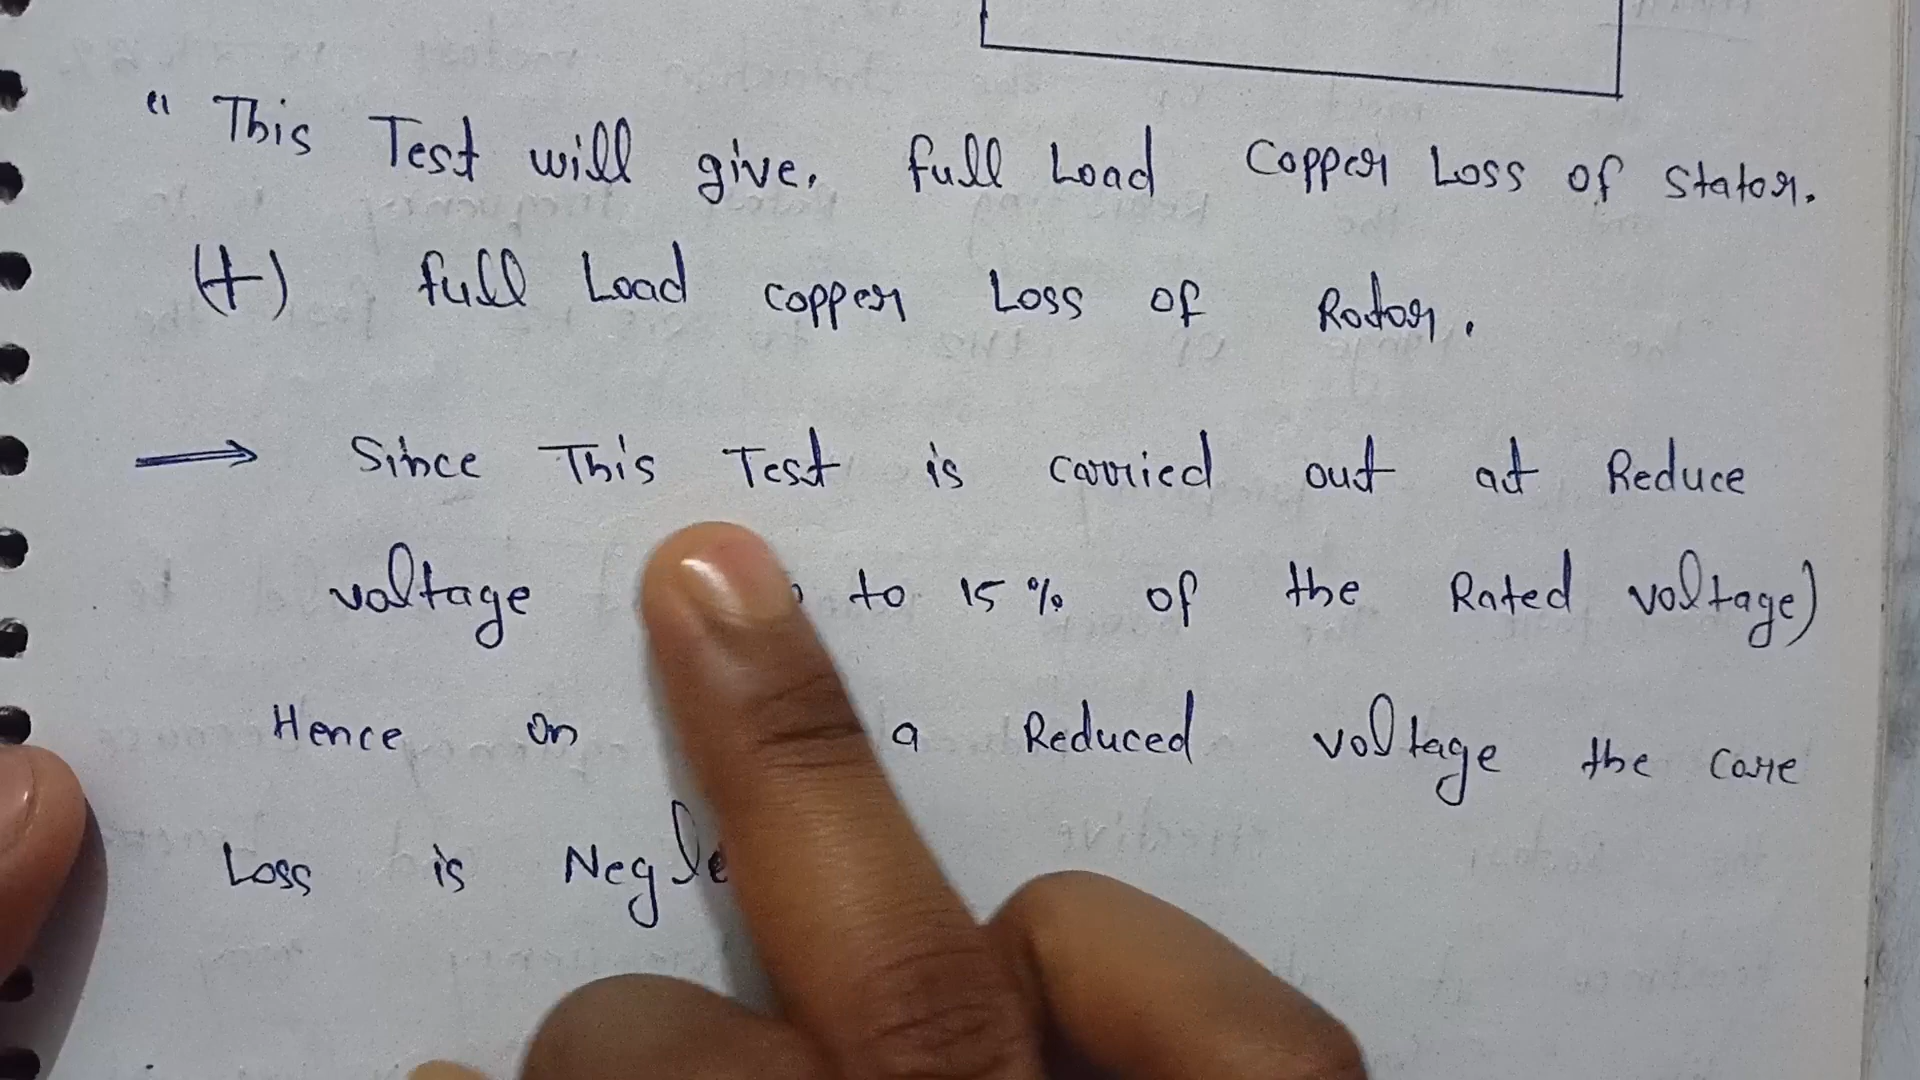 " This Test will give. full Load Copper Loss of Stator.
(+) full Load copper Loss of Rotor.
⟹ Since This Test is carried out at Reduce
voltage to 15 % of the Rated voltage)
Hence on a Reduced voltage the core
Loss is